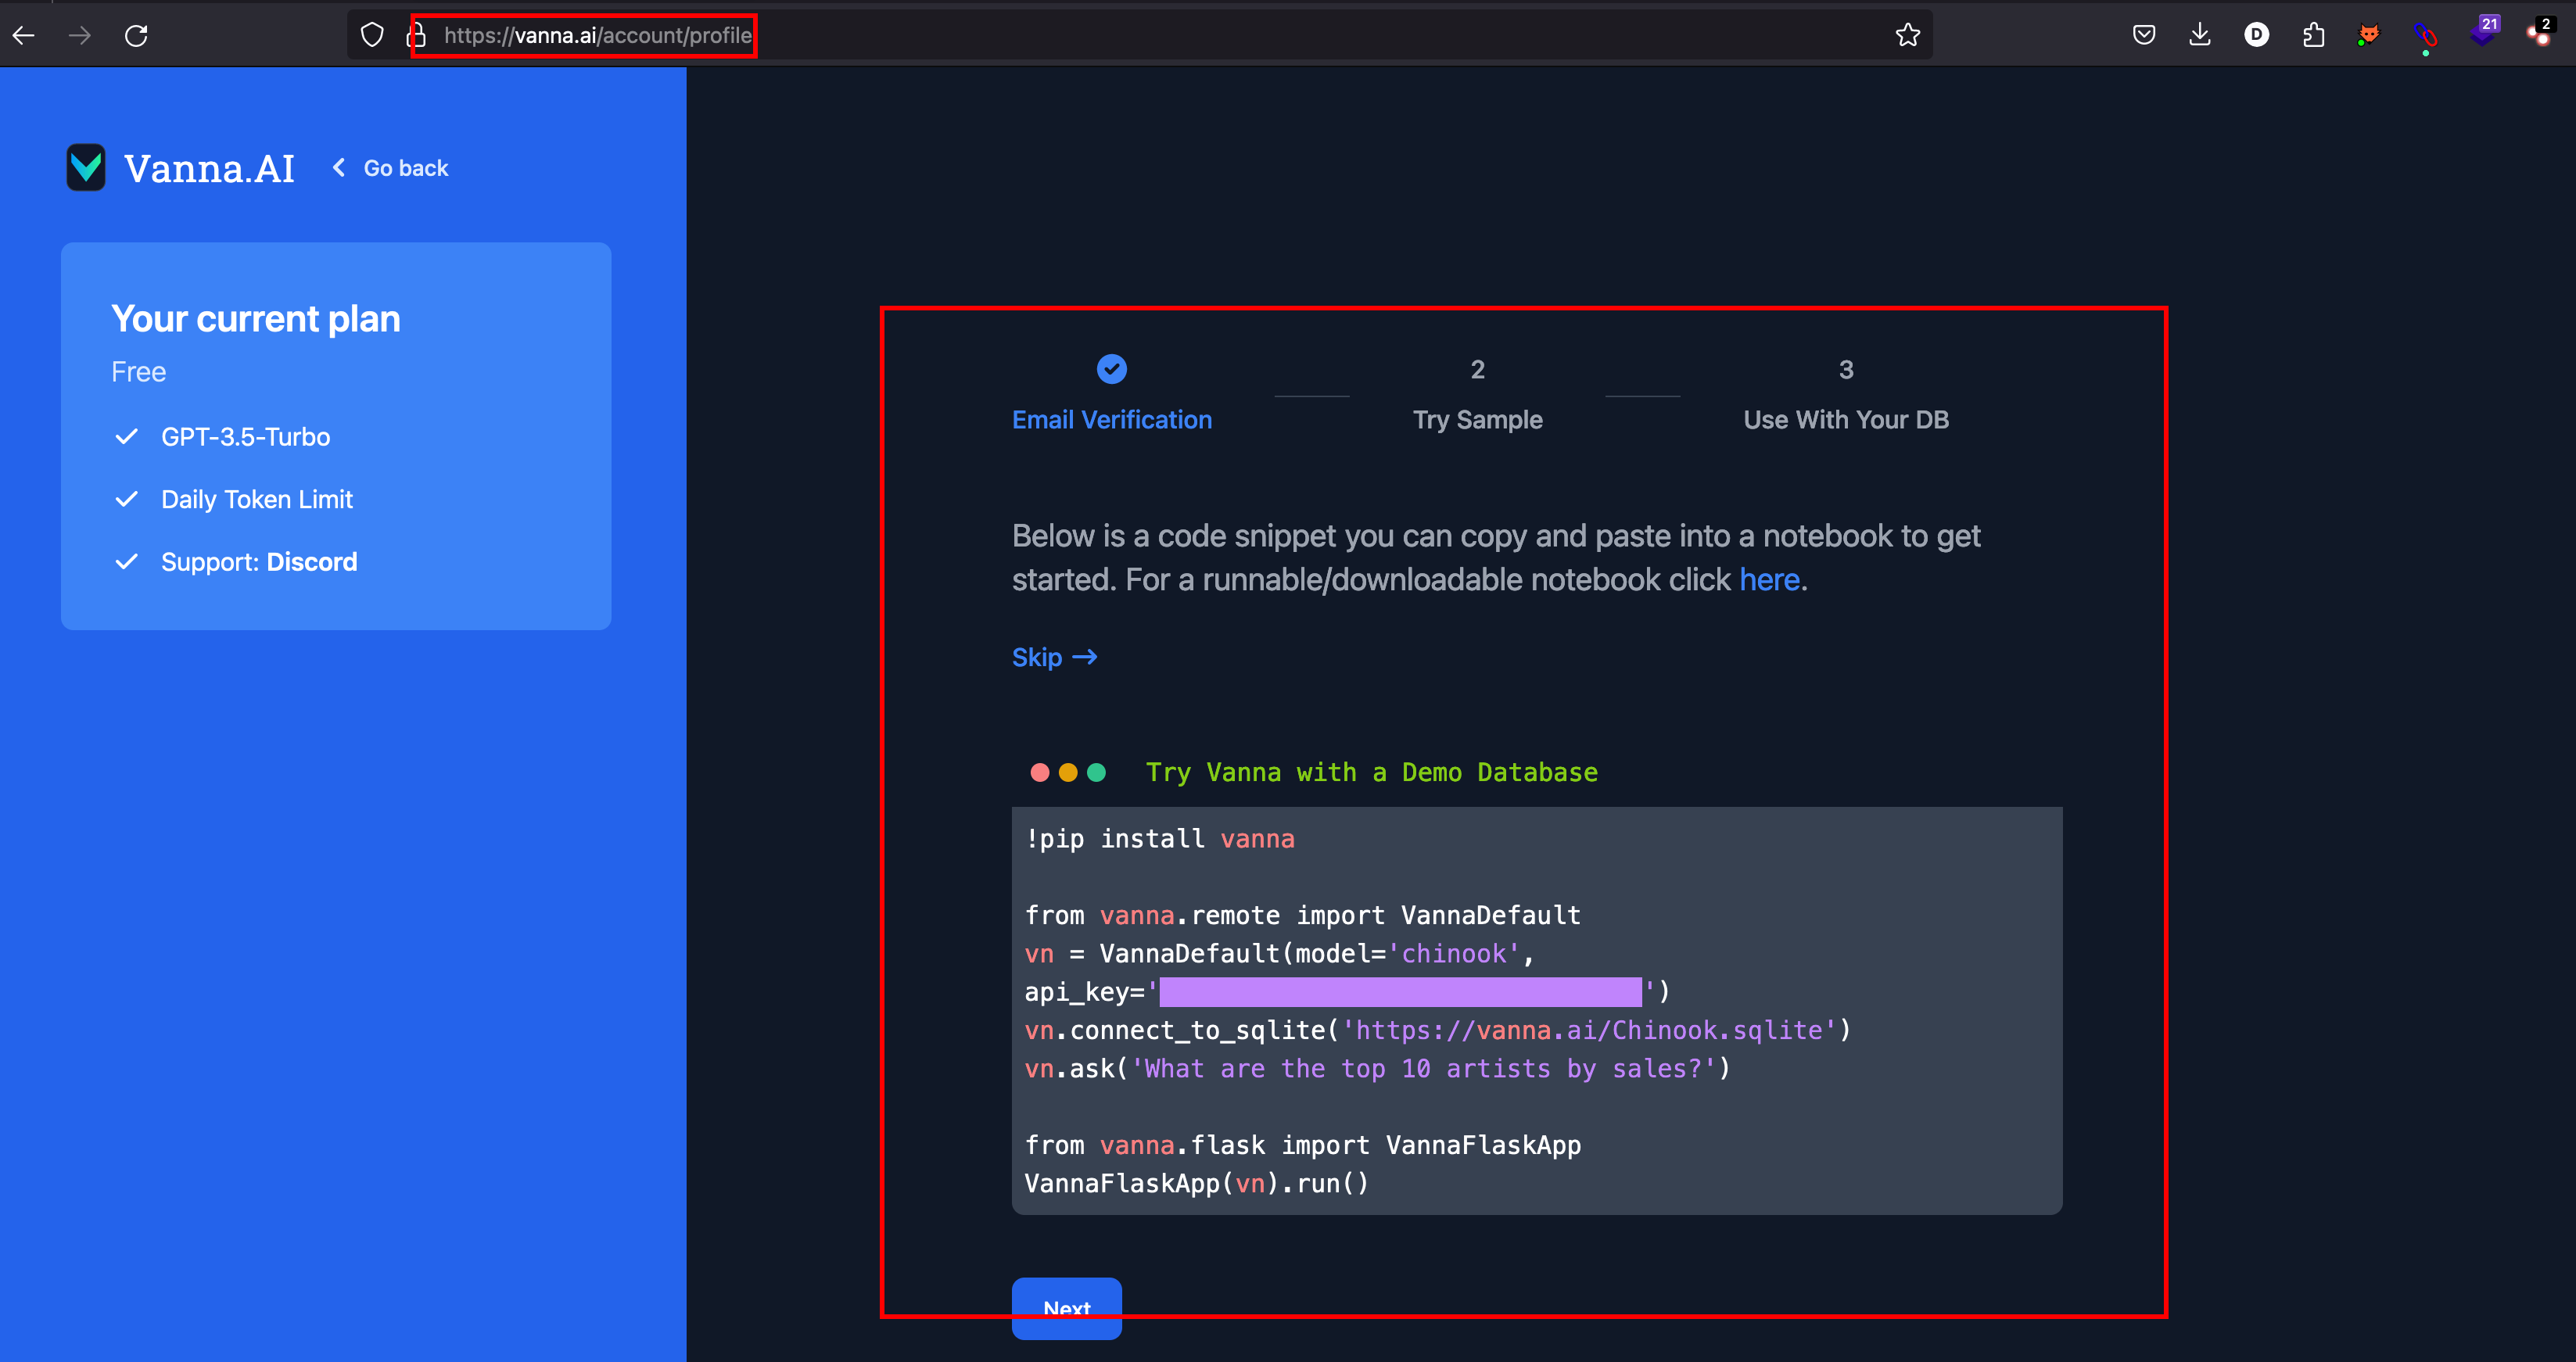 https://vanna.ai/account/profile
D
21
2
Vanna.AI
Go back
Your current plan
Free
GPT-3.5-Turbo
Daily Token Limit
Support: Discord
2
3
Email Verification
Try Sample
Use With Your DB
Below is a code snippet you can copy and paste into a notebook to get
started. For a runnable/downloadable notebook click here.
Skip →
Try Vanna with a Demo Database
!pip install vanna
from vanna.remote import VannaDefault
vn = VannaDefault(model='chinook',
api_key='')
vn.connect_to_sqlite('https://vanna.ai/Chinook.sqlite')
vn.ask('What are the top 10 artists by sales?')
from vanna.flask import VannaFlaskApp
VannaFlaskApp(vn).run()
Next